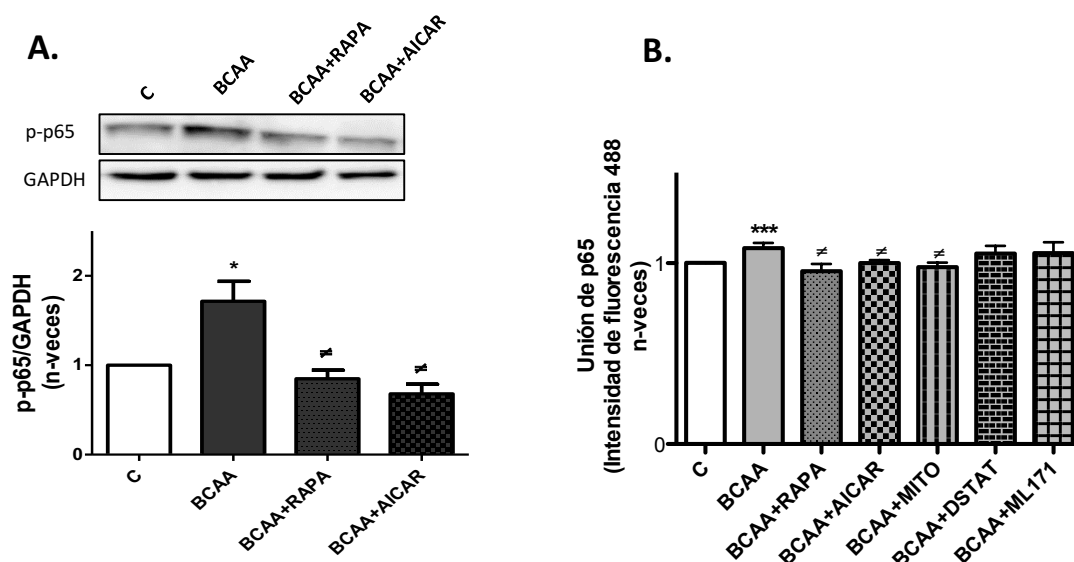 A.
C
BCAA
BCAA+RAPA
BCAA+AICAR
p-p65
GAPDH
p-p65/GAPDH
(n-veces)
2
1
0
*
≠
≠
C
BCAA
BCAA+RAPA
BCAA+AICAR
B.
Unión de p65
(Intensidad de fluorescencia 488
n-veces)
1
0
***
≠
≠
≠
C
BCAA
BCAA+RAPA
BCAA+AICAR
BCAA+MITO
BCAA+DSTAT
BCAA+ML171